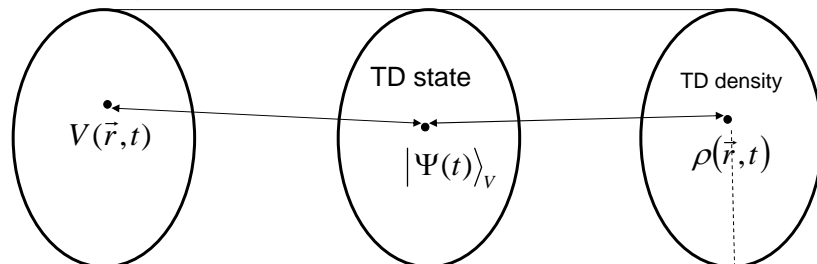 TD state
TD density
V(r⃗,t)
|Ψ(t)⟩_V
ρ(r⃗,t)